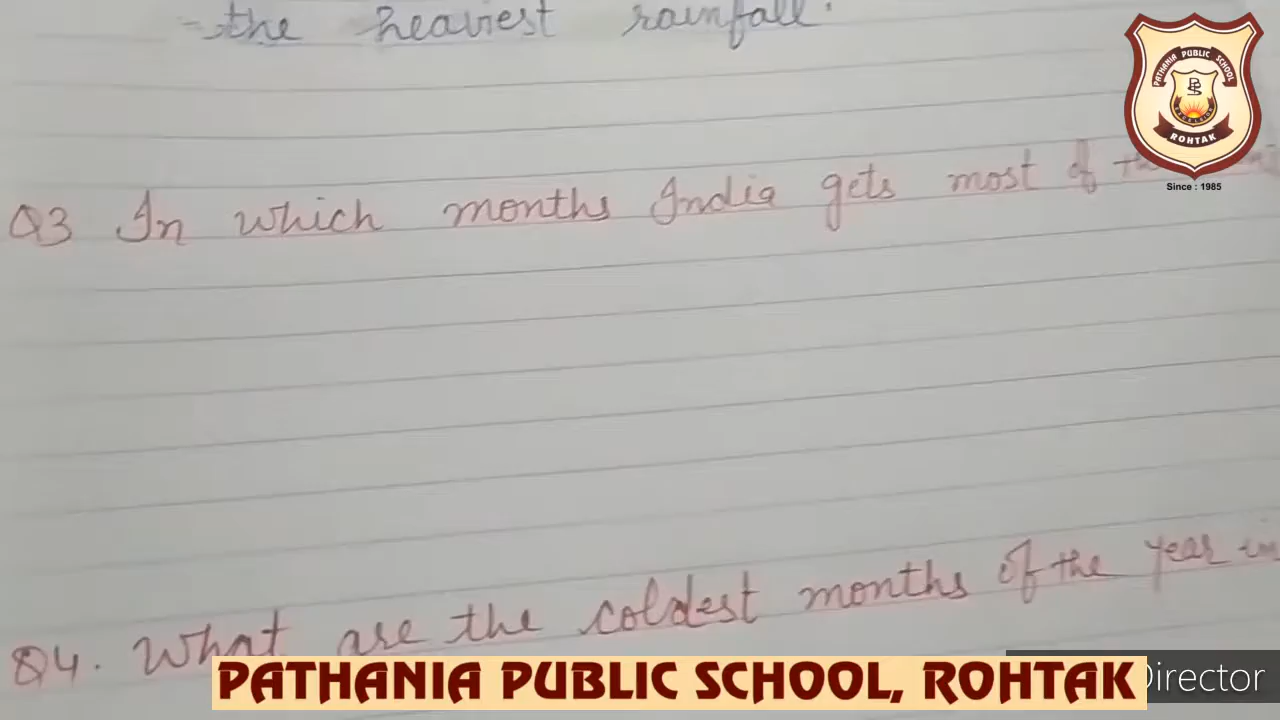 the heaviest rainfall.
PATHANIA PUBLIC SCHOOL
ROHTAK
Since : 1985
Q3 In which months India gets most of
Q4. What are the coldest months of the year in
PATHANIA PUBLIC SCHOOL, ROHTAK
Director